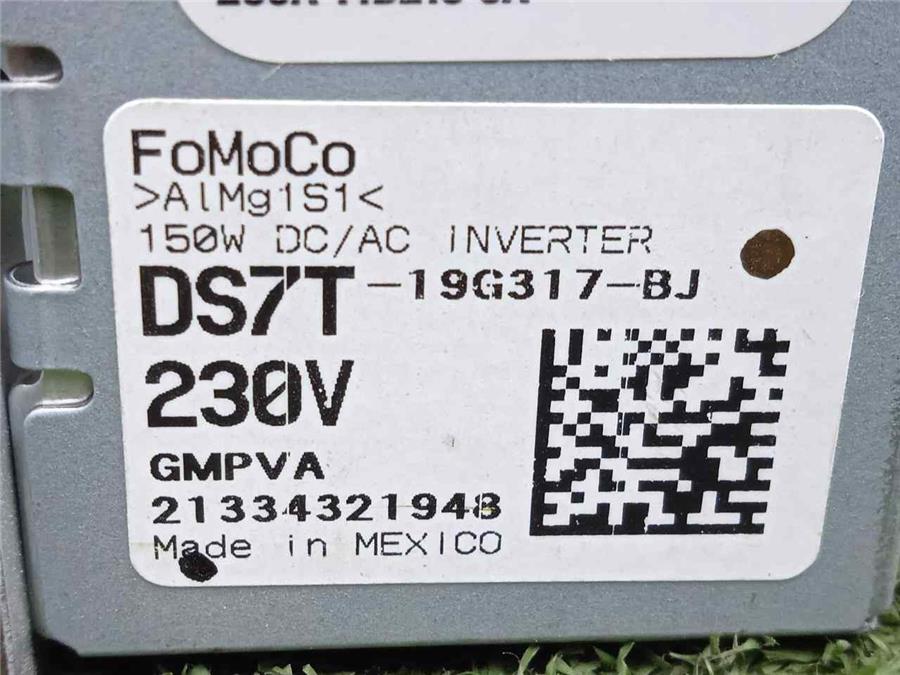 FoMoCo
>AlMg1S1<
150W DC/AC INVERTER
DS7T-19G317-BJ
230V
GMPVA
21334321948
Made in MEXICO